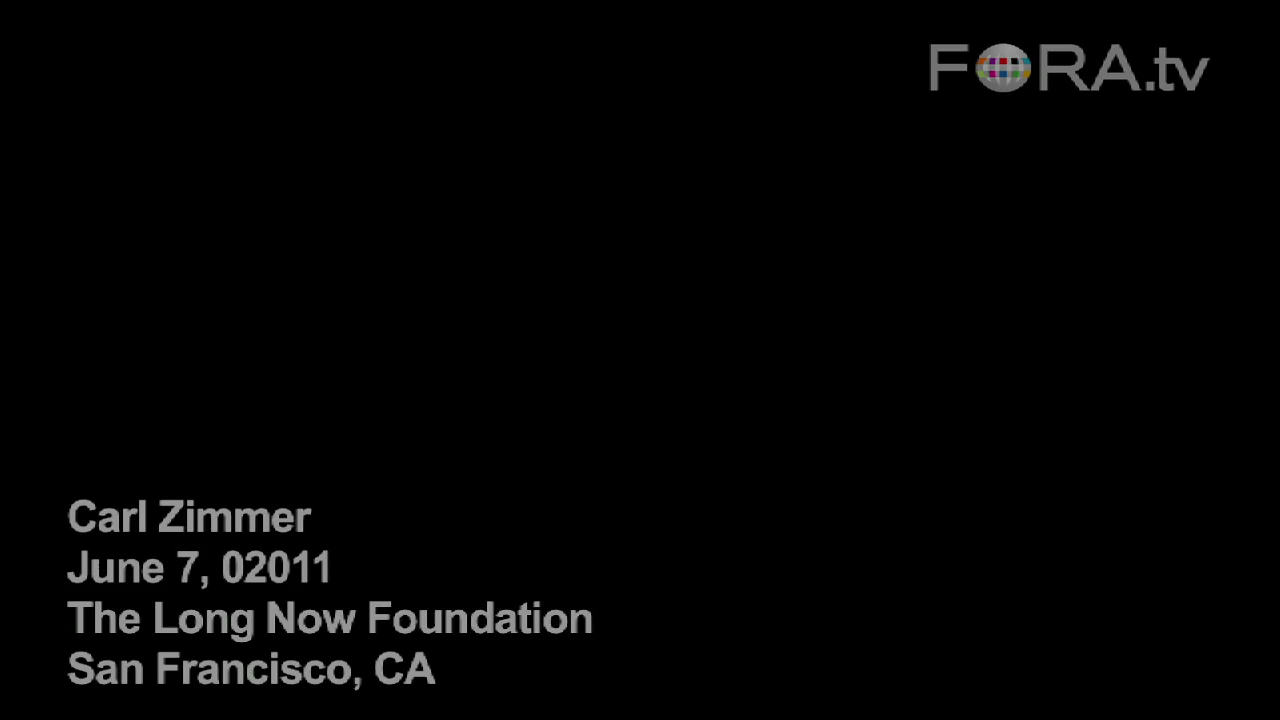 FORA.tv
Carl Zimmer
June 7, 02011
The Long Now Foundation
San Francisco, CA